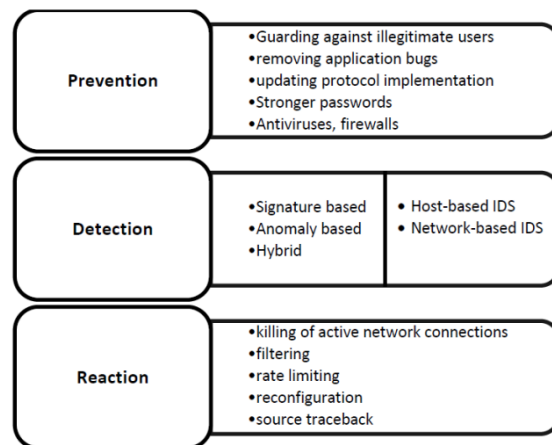 Prevention
•Guarding against illegitimate users
•removing application bugs
•updating protocol implementation
•Stronger passwords
•Antiviruses, firewalls
Detection
•Signature based
•Anomaly based
•Hybrid
• Host-based IDS
• Network-based IDS
Reaction
•killing of active network connections
•filtering
•rate limiting
•reconfiguration
•source traceback